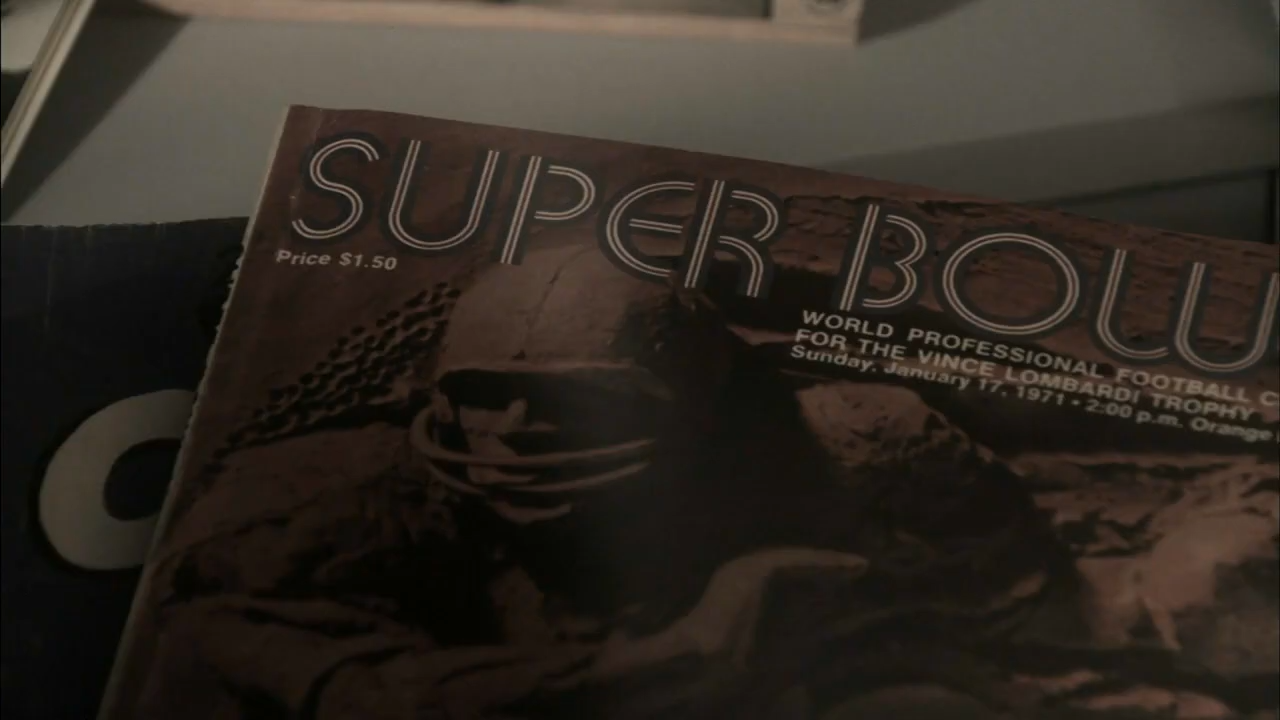 SUPER BOW
Price $1.50
WORLD PROFESSIONAL FOOTBALL C
FOR THE VINCE LOMBARDI TROPHY
Sunday, January 17, 1971 • 2:00 p.m. Orange